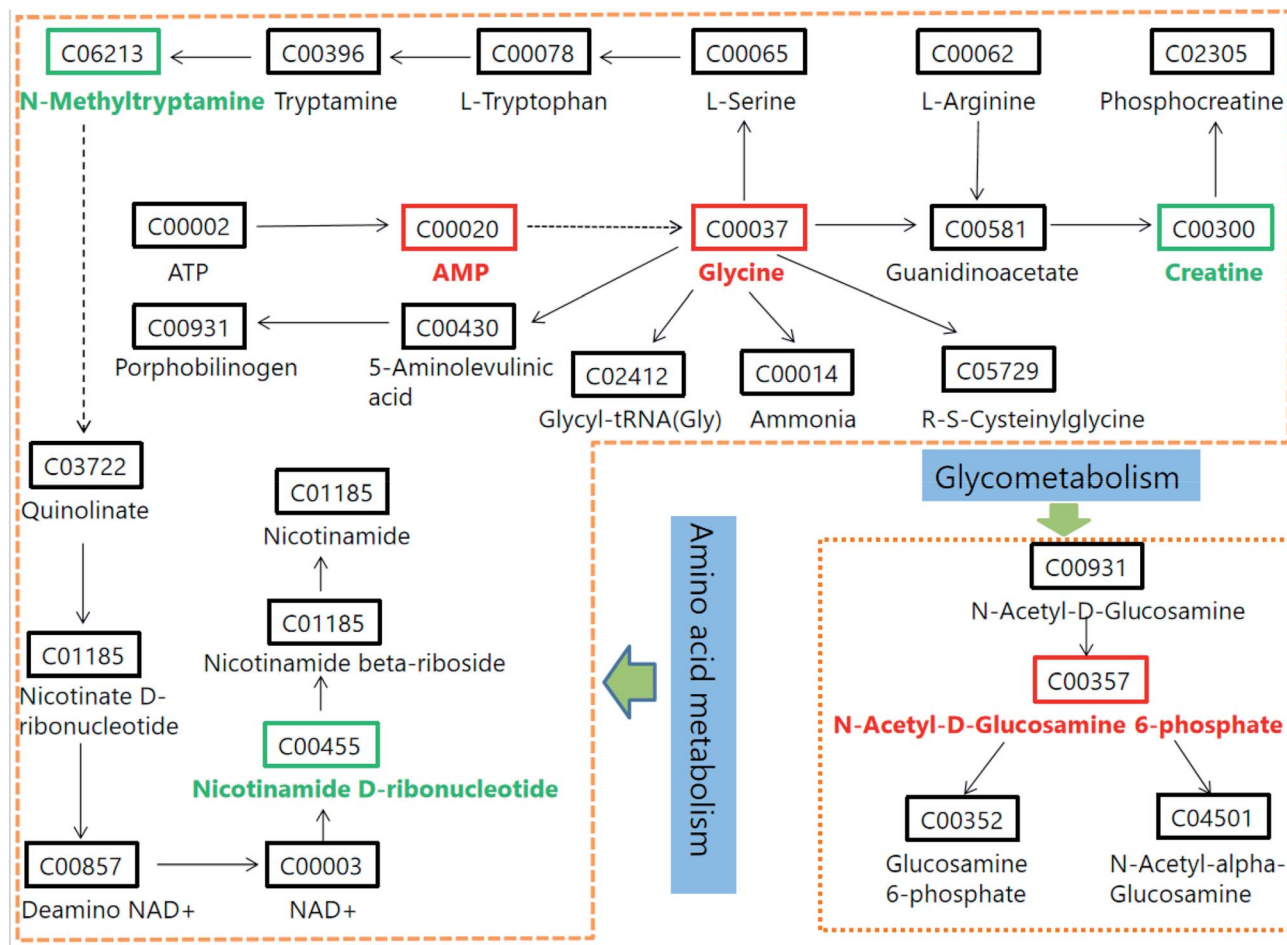 C06213
C00396
C00078
C00065
C00062
C02305
N-Methyltryptamine
Tryptamine
L-Tryptophan
L-Serine
L-Arginine
Phosphocreatine
C00002
C00020
C00037
C00581
C00300
ATP
AMP
Glycine
Guanidinoacetate
Creatine
C00931
C00430
Porphobilinogen
5-Aminolevulinic
acid
C02412
C00014
C05729
Glycyl-tRNA(Gly)
Ammonia
R-S-Cysteinylglycine
C03722
Quinolinate
C01185
Nicotinamide
C01185
Nicotinamide beta-riboside
C01185
Nicotinate D-
ribonucleotide
C00455
Nicotinamide D-ribonucleotide
C00857
Deamino NAD+
C00003
NAD+
Amino acid metabolism
Glycometabolism
C00931
N-Acetyl-D-Glucosamine
C00357
N-Acetyl-D-Glucosamine 6-phosphate
C00352
Glucosamine
6-phosphate
C04501
N-Acetyl-alpha-
Glucosamine